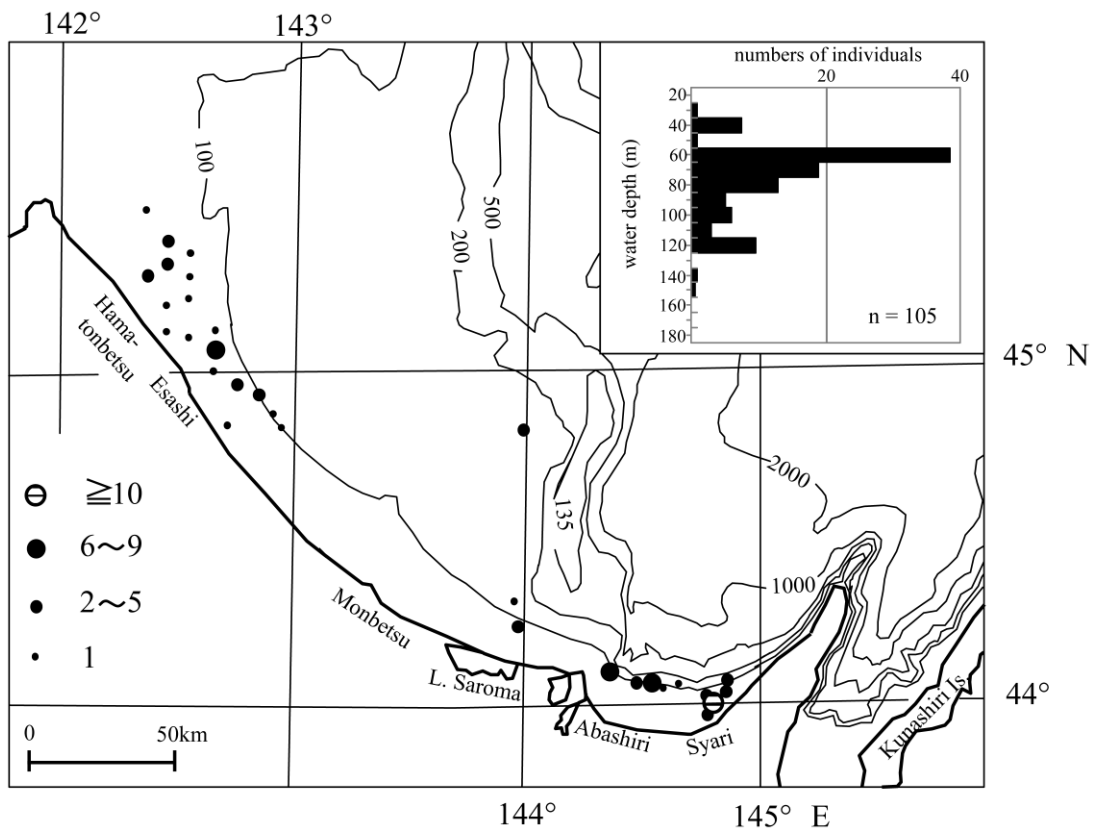 142°
143°
numbers of individuals
20
40
20
40
60
80
100
120
140
160
180
water depth (m)
n = 105
100
200
500
45° N
Hama-
tonbetsu
Esashi
135
2000
1000
≧10
6～9
2～5
1
Monbetsu
L. Saroma
Abashiri
Syari
Kunashiri Is.
44°
0
50km
144°
145° E